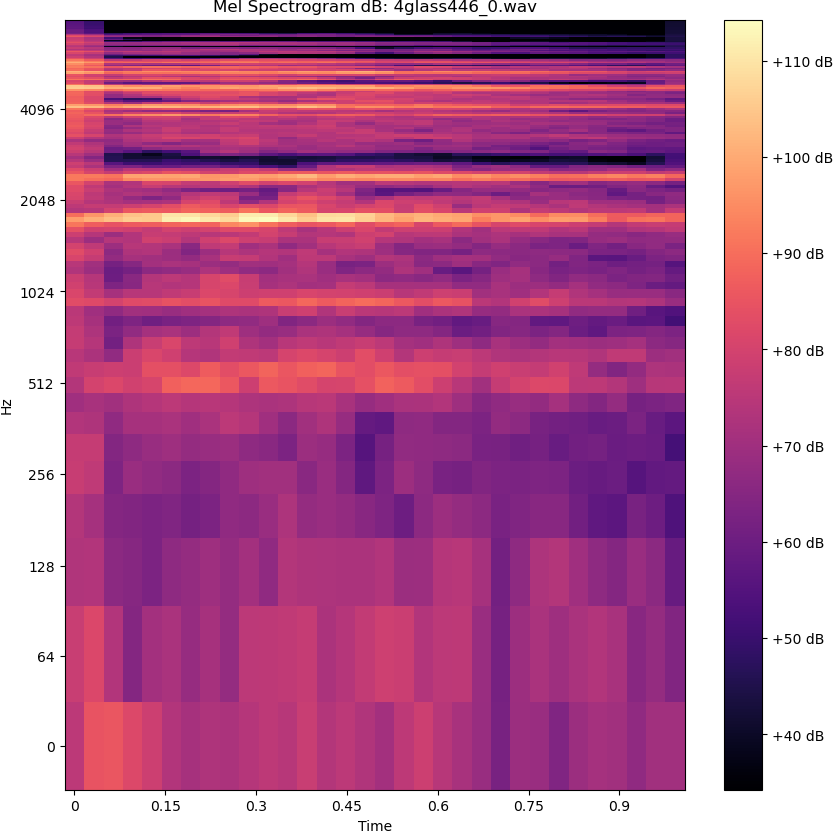 Mel Spectrogram dB: 4glass446_0.wav
+110 dB
4096
+100 dB
2048
+90 dB
1024
+80 dB
512
Hz
+70 dB
256
+60 dB
128
+50 dB
64
+40 dB
0
0 0.15 0.3 0.45 0.6 0.75 0.9
Time